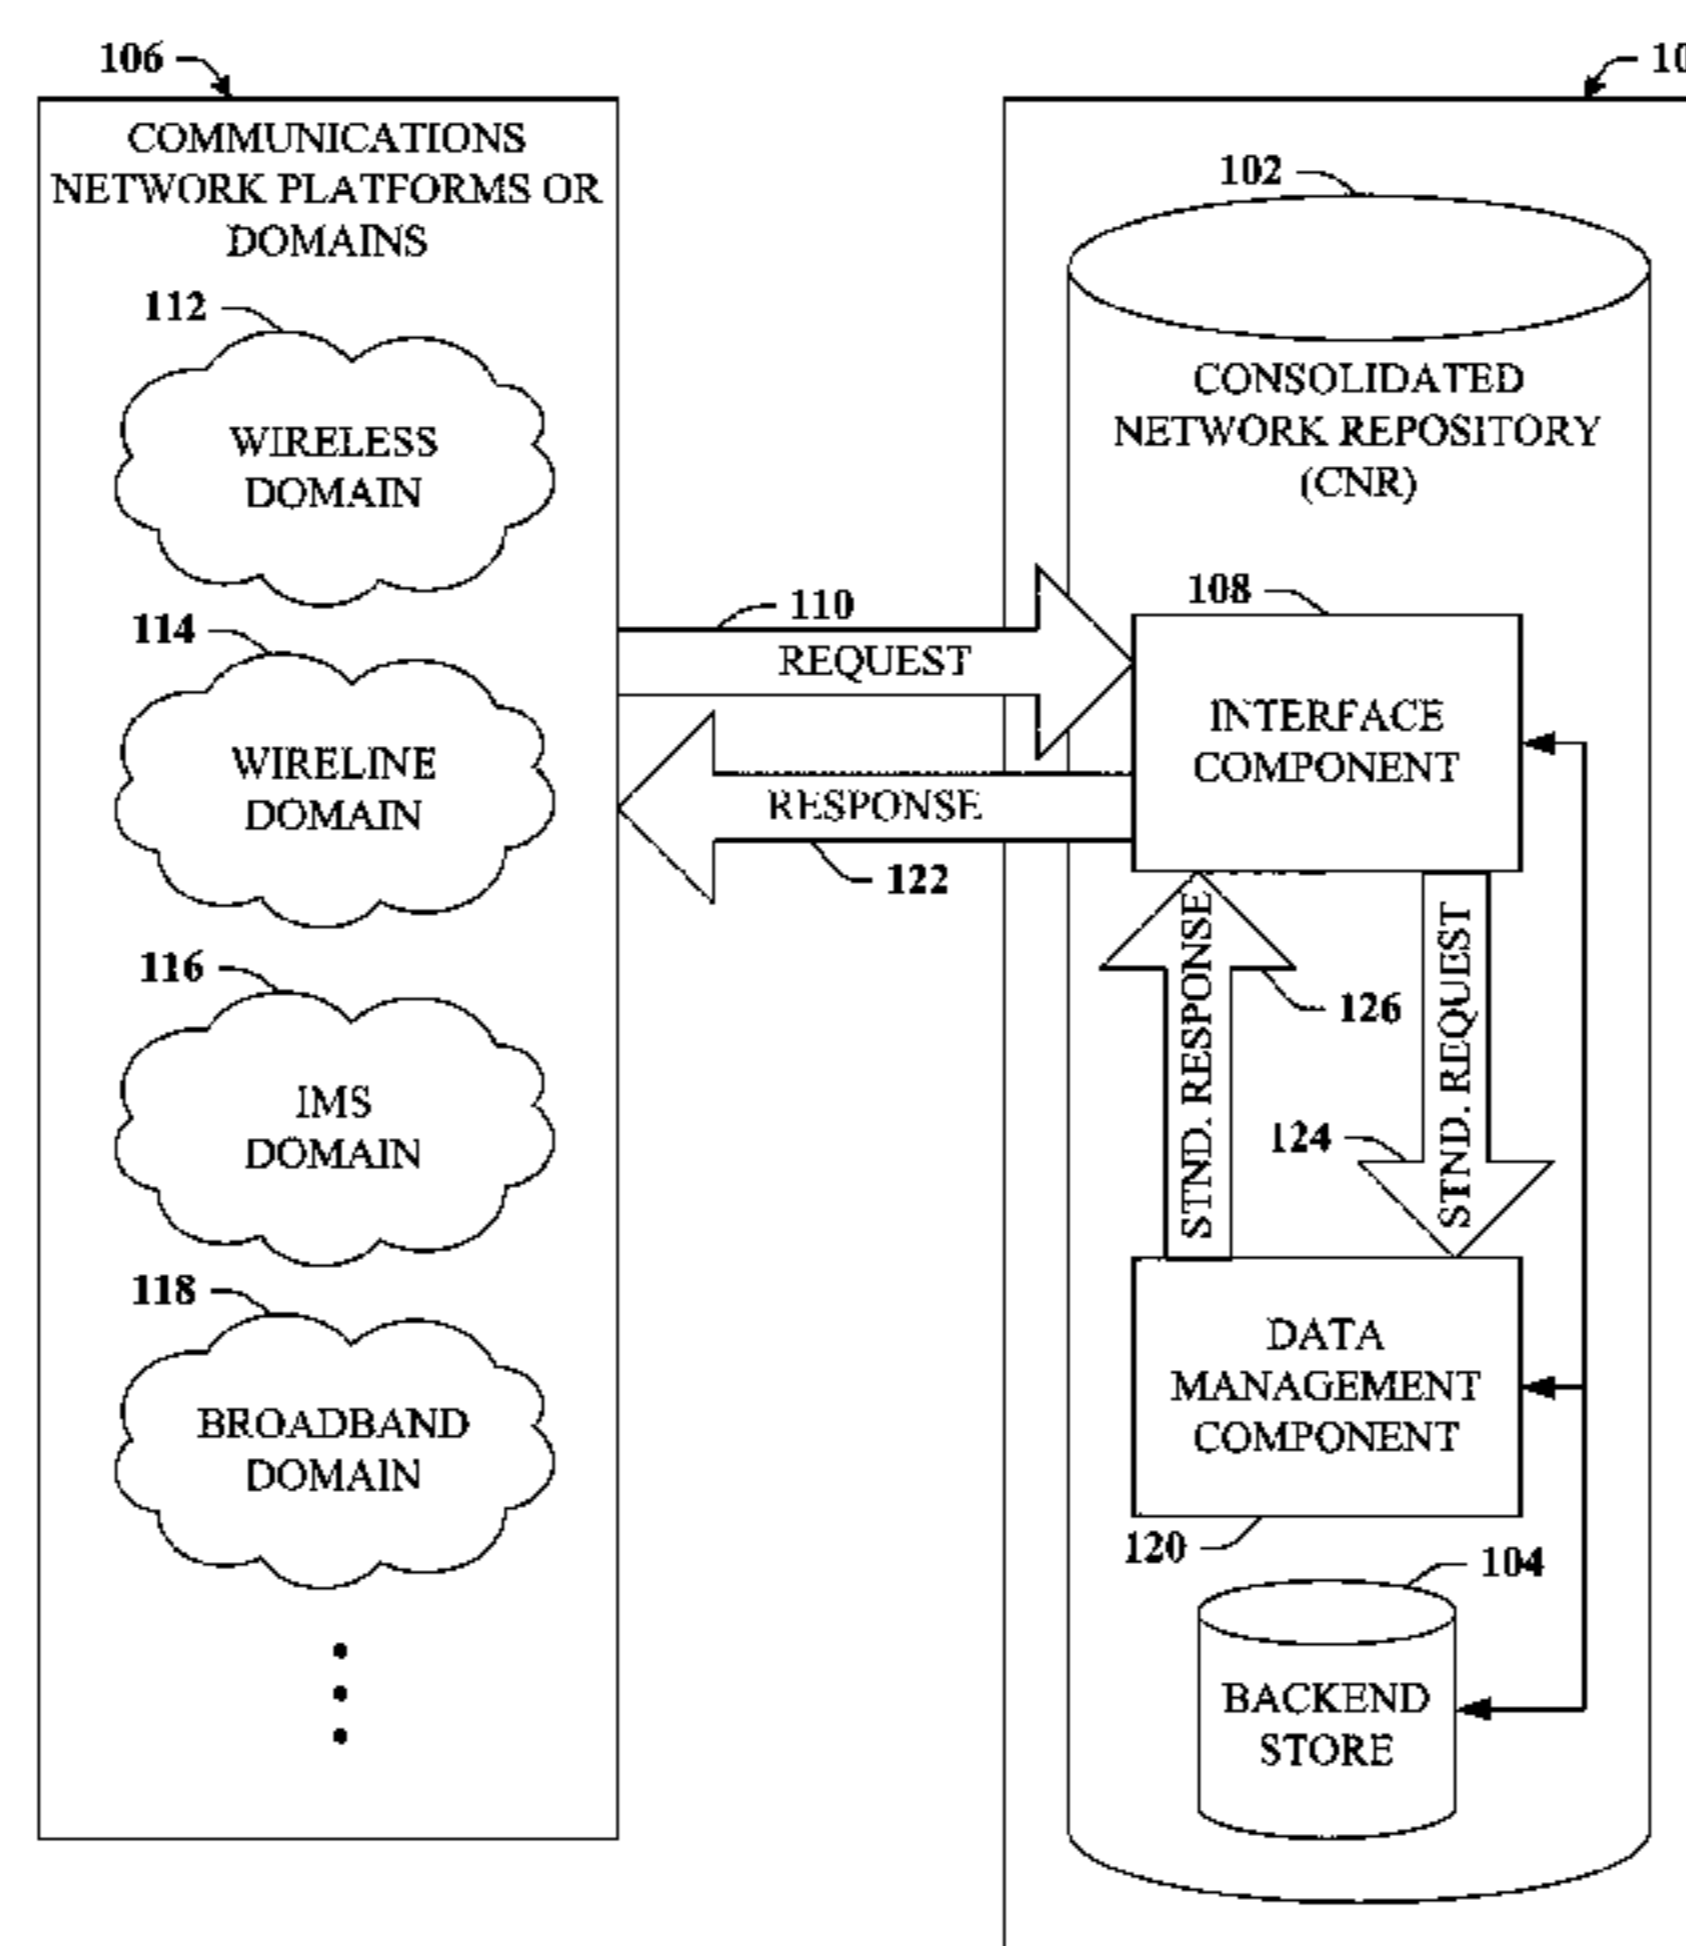 106
COMMUNICATIONS
NETWORK PLATFORMS OR
DOMAINS
112
WIRELESS
DOMAIN
114
WIRELINE
DOMAIN
116
IMS
DOMAIN
118
BROADBAND
DOMAIN
110
REQUEST
RESPONSE
122
102
CONSOLIDATED
NETWORK REPOSITORY
(CNR)
108
INTERFACE
COMPONENT
STND. RESPONSE
126
STND. REQUEST
124
DATA
MANAGEMENT
COMPONENT
120
104
BACKEND
STORE